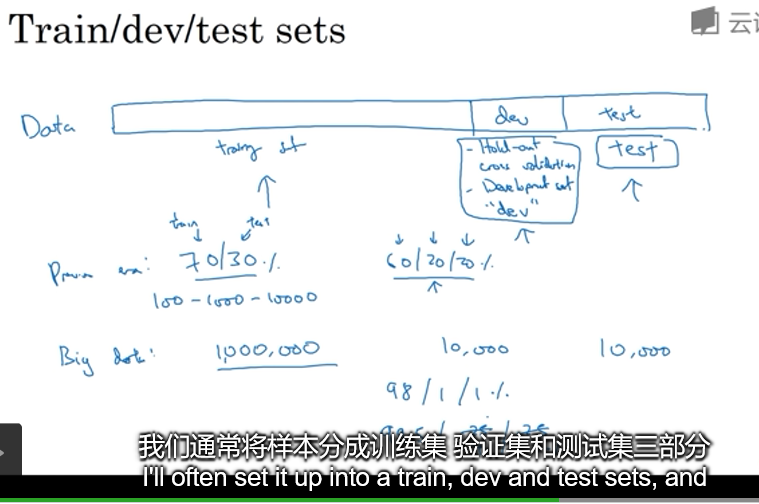 Train/dev/test sets
云
Data
dev
test
training set
- Hold-out
cross validation
- Development set
"dev"
test
train
test
Previous era:
70/30%
60/20/20%
100-1000-10000
Big data:
1,000,000
10,000
10,000
98/1/1%
我们通常将样本分成训练集 验证集和测试集三部分
I'll often set it up into a train, dev and test sets, and